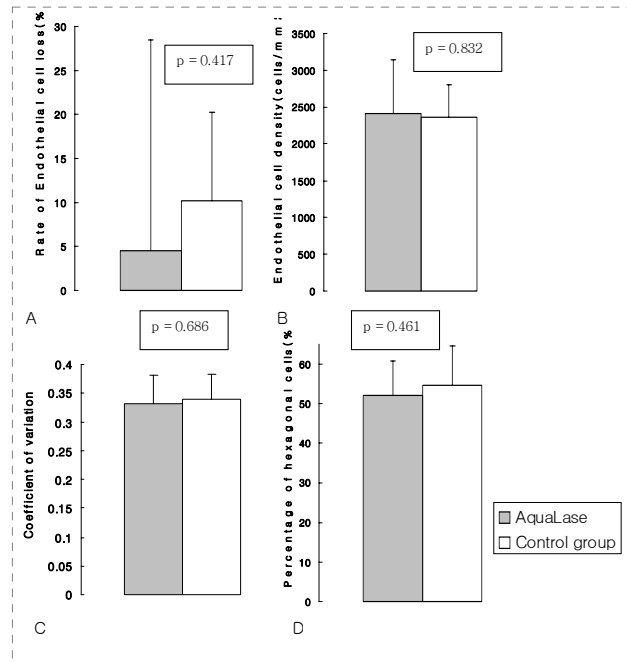 Rate of Endothelial cell loss(%
30
25
20
15
10
5
0
p = 0.417
A
Endothelial cell density(cells/mm
3500
3000
2500
2000
1500
1000
500
0
p = 0.832
B
Coefficient of variation
0.4
0.35
0.3
0.25
0.2
0.15
0.1
0.05
0
p = 0.686
C
Percentage of hexagonal cells(%
60
50
40
30
20
10
0
p = 0.461
D
AquaLase
Control group